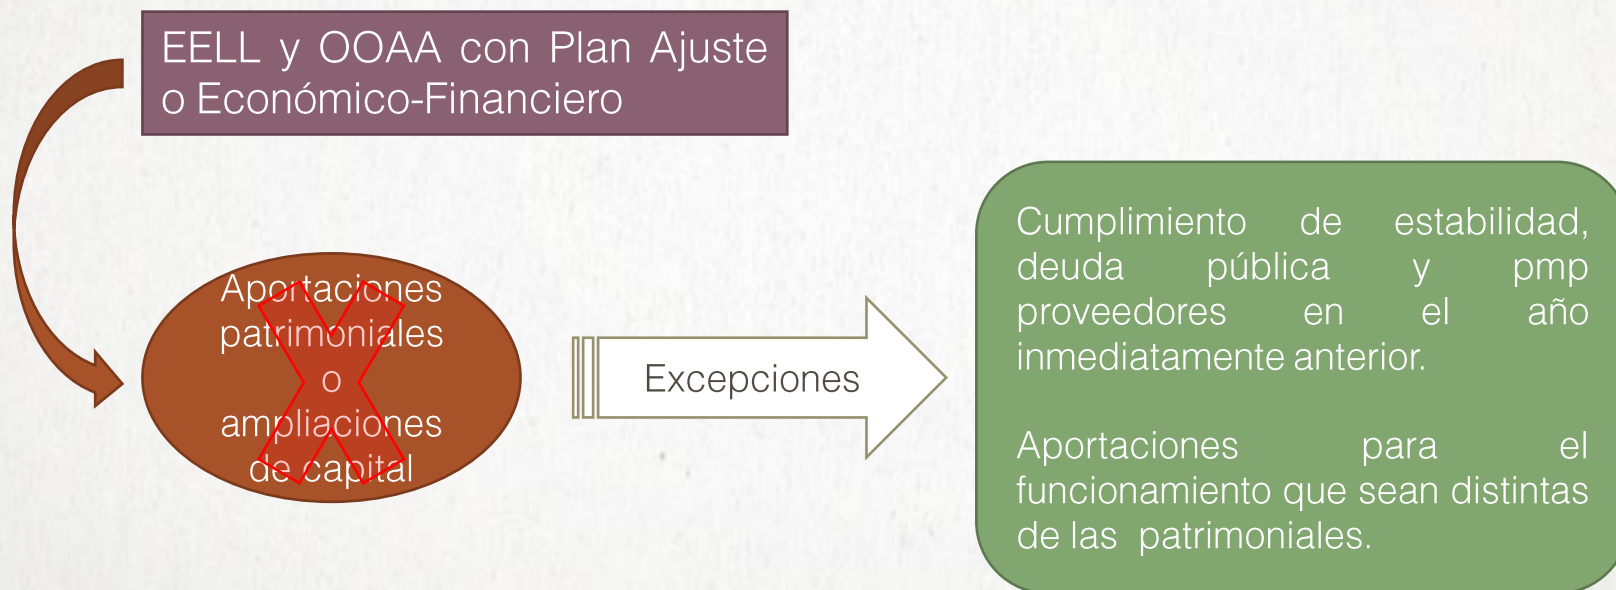 EELL y OOAA con Plan Ajuste
o Económico-Financiero
Aportaciones
patrimoniales
o
ampliaciones
de capital
Excepciones
Cumplimiento de estabilidad,
deuda pública y pmp
proveedores en el año
inmediatamente anterior.
Aportaciones para el
funcionamiento que sean distintas
de las patrimoniales.